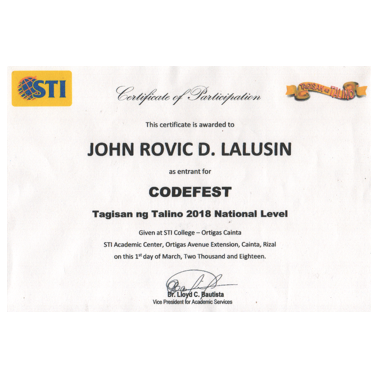 STI
Certificate of Participation
This certificate is awarded to
JOHN ROVIC D. LALUSIN
as entrant for
CODEFEST
Tagisan ng Talino 2018 National Level
Given at STI College – Ortigas Cainta
STI Academic Center, Ortigas Avenue Extension, Cainta, Rizal
on this 1st day of March, Two Thousand and Eighteen.
Dr. Lloyd C. Bautista
Vice President for Academic Services